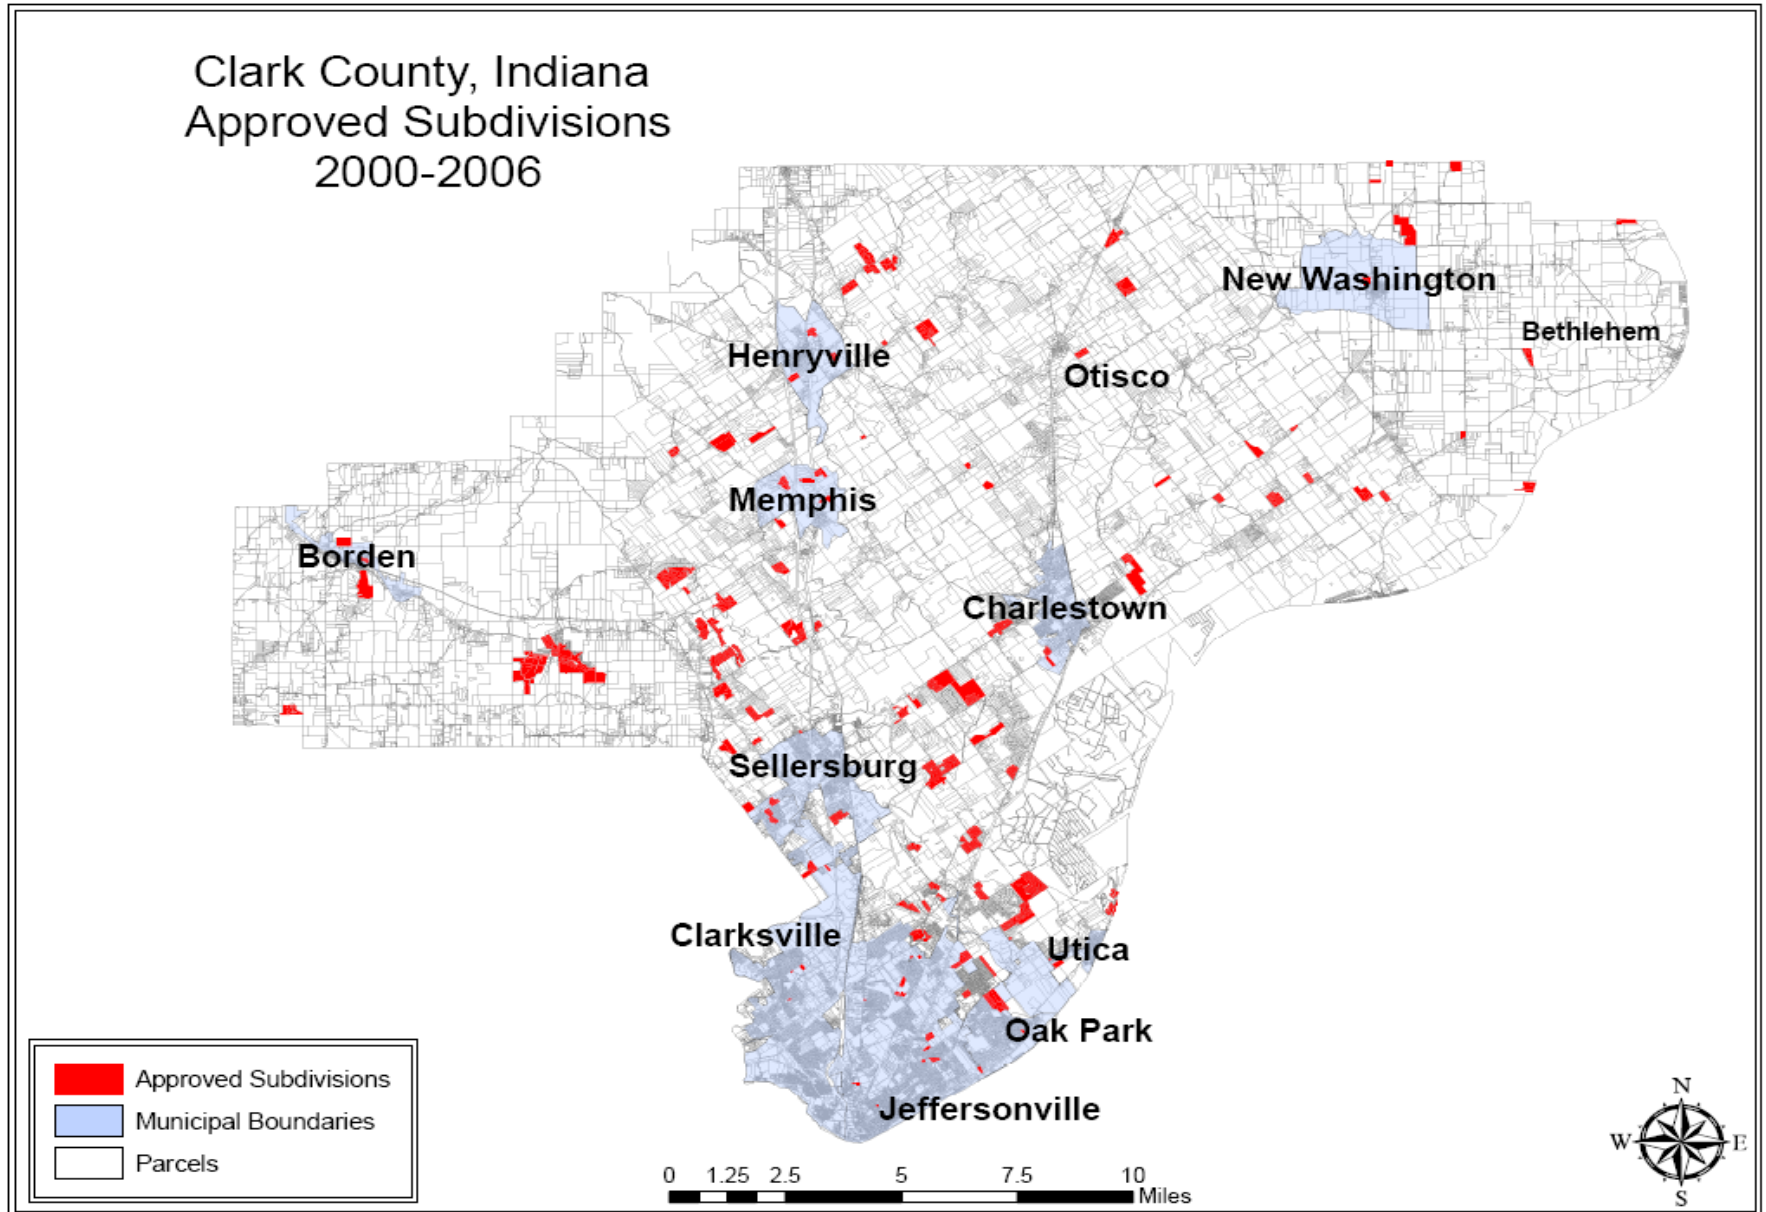 Clark County, Indiana
Approved Subdivisions
2000-2006
New Washington
Bethlehem
Henryville
Otisco
Memphis
Borden
Charlestown
Sellersburg
Clarksville
Utica
Oak Park
Jeffersonville
Approved Subdivisions
Municipal Boundaries
Parcels
0 1.25 2.5 5 7.5 10
Miles
N
W E
S